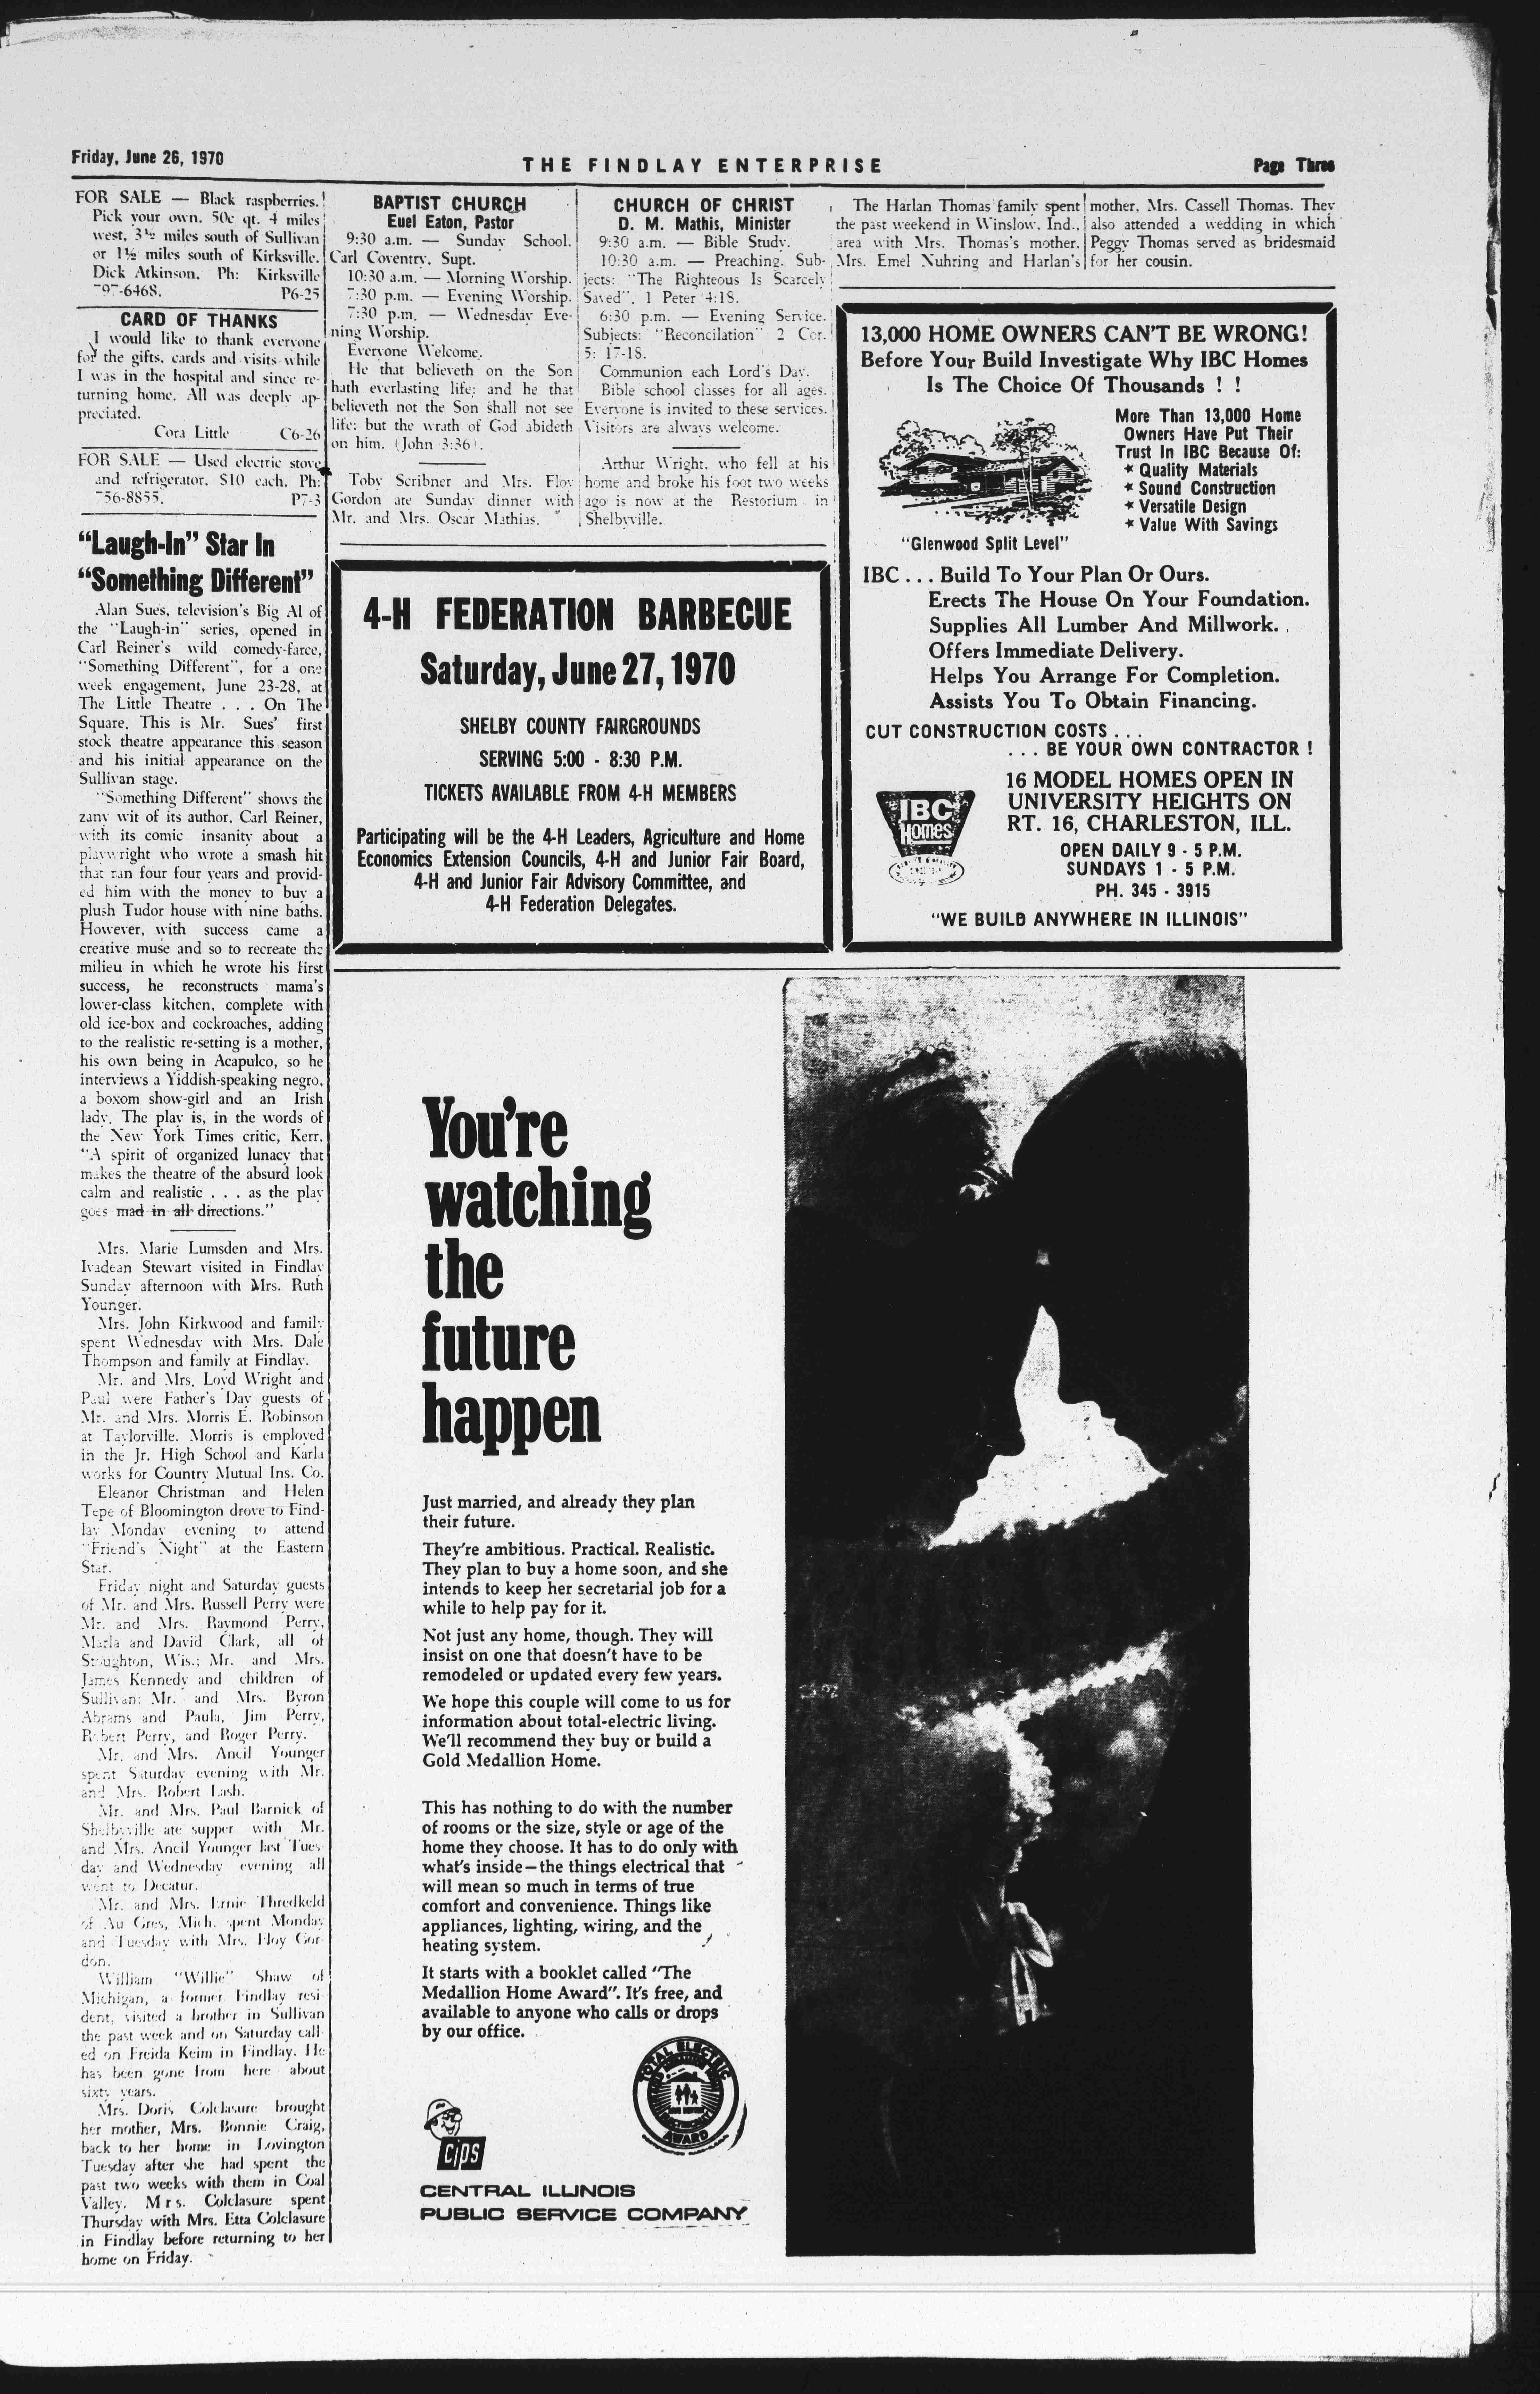 Friday, June 26, 1970
THE FINDLAY ENTERPRISE
Page Three
FOR SALE — Black raspberries.
Pick your own. 50c qt. 4 miles
west, 3½ miles south of Sullivan
or 1½ miles south of Kirksville.
Dick Atkinson. Ph: Kirksville
797-6468. P6-25
CARD OF THANKS
I would like to thank everyone
for the gifts, cards and visits while
I was in the hospital and since re-
turning home. All was deeply ap-
preciated.
Cora Little C6-26
FOR SALE — Used electric stove
and refrigerator. $10 each. Ph:
756-8855. P7-3
"Laugh-In" Star In
"Something Different"
Alan Sues, television's Big Al of
the "Laugh-in" series, opened in
Carl Reiner's wild comedy-farce,
"Something Different", for a one
week engagement, June 23-28, at
The Little Theatre . . . On The
Square. This is Mr. Sues' first
stock theatre appearance this season
and his initial appearance on the
Sullivan stage.
"Something Different" shows the
zany wit of its author, Carl Reiner,
with its comic insanity about a
playwright who wrote a smash hit
that ran four four years and provid-
ed him with the money to buy a
plush Tudor house with nine baths.
However, with success came a
creative muse and so to recreate the
milieu in which he wrote his first
success, he reconstructs mama's
lower-class kitchen, complete with
old ice-box and cockroaches, adding
to the realistic re-setting is a mother,
his own being in Acapulco, so he
interviews a Yiddish-speaking negro,
a boxom show-girl and an Irish
lady. The play is, in the words of
the New York Times critic, Kerr,
"A spirit of organized lunacy that
makes the theatre of the absurd look
calm and realistic . . . as the play
goes mad in all directions."
Mrs. Marie Lumsden and Mrs.
Ivadean Stewart visited in Findlay
Sunday afternoon with Mrs. Ruth
Younger.
Mrs. John Kirkwood and family
spent Wednesday with Mrs. Dale
Thompson and family at Findlay.
Mr. and Mrs. Loyd Wright and
Paul were Father's Day guests of
Mr. and Mrs. Morris E. Robinson
at Taylorville. Morris is employed
in the Jr. High School and Karla
works for Country Mutual Ins. Co.
Eleanor Christman and Helen
Tepe of Bloomington drove to Find-
lay Monday evening to attend
"Friend's Night" at the Eastern
Star.
Friday night and Saturday guests
of Mr. and Mrs. Russell Perry were
Mr. and Mrs. Raymond Perry,
Marla and David Clark, all of
Stoughton, Wis.; Mr. and Mrs.
James Kennedy and children of
Sullivan; Mr. and Mrs. Byron
Abrams and Paula, Jim Perry,
Robert Perry, and Roger Perry.
Mr. and Mrs. Ancil Younger
spent Saturday evening with Mr.
and Mrs. Robert Lash.
Mr. and Mrs. Paul Barnick of
Shelbyville ate supper with Mr.
and Mrs. Ancil Younger last Tues-
day and Wednesday evening all
went to Decatur.
Mr. and Mrs. Ernie Thredkeld
of Au Gres, Mich. spent Monday
and Tuesday with Mrs. Floy Gor-
don.
William "Willie" Shaw of
Michigan, a former Findlay resi-
dent, visited a brother in Sullivan
the past week and on Saturday call-
ed on Freida Keim in Findlay. He
has been gone from here about
sixty years.
Mrs. Doris Colclasure brought
her mother, Mrs. Bonnie Craig,
back to her home in Lovington
Tuesday after she had spent the
past two weeks with them in Coal
Valley. Mrs. Colclasure spent
Thursday with Mrs. Etta Colclasure
in Findlay before returning to her
home on Friday.
BAPTIST CHURCH
Euel Eaton, Pastor
9:30 a.m. — Sunday School.
Carl Coventry, Supt.
10:30 a.m. — Morning Worship.
7:30 p.m. — Evening Worship.
7:30 p.m. — Wednesday Eve-
ning Worship.
Everyone Welcome.
He that believeth on the Son
hath everlasting life: and he that
believeth not the Son shall not see
life; but the wrath of God abideth
on him. (John 3:36).
Toby Scribner and Mrs. Floy
Gordon ate Sunday dinner with
Mr. and Mrs. Oscar Mathias.
CHURCH OF CHRIST
D. M. Mathis, Minister
9:30 a.m. — Bible Study.
10:30 a.m. — Preaching. Sub-
jects: "The Righteous Is Scarcely
Saved". 1 Peter 4:18.
6:30 p.m. — Evening Service.
Subjects: "Reconcilation" 2 Cor.
5: 17-18.
Communion each Lord's Day.
Bible school classes for all ages.
Everyone is invited to these services.
Visitors are always welcome.
Arthur Wright, who fell at his
home and broke his foot two weeks
ago is now at the Restorium in
Shelbyville.
The Harlan Thomas family spent
the past weekend in Winslow, Ind.,
area with Mrs. Thomas's mother,
Mrs. Emel Nuhring and Harlan's
mother, Mrs. Cassell Thomas. They
also attended a wedding in which
Peggy Thomas served as bridesmaid
for her cousin.
4-H FEDERATION BARBECUE
Saturday, June 27, 1970
SHELBY COUNTY FAIRGROUNDS
SERVING 5:00 - 8:30 P.M.
TICKETS AVAILABLE FROM 4-H MEMBERS
Participating will be the 4-H Leaders, Agriculture and Home
Economics Extension Councils, 4-H and Junior Fair Board,
4-H and Junior Fair Advisory Committee, and
4-H Federation Delegates.
13,000 HOME OWNERS CAN'T BE WRONG!
Before Your Build Investigate Why IBC Homes
Is The Choice Of Thousands ! !
More Than 13,000 Home
Owners Have Put Their
Trust In IBC Because Of:
★ Quality Materials
★ Sound Construction
★ Versatile Design
★ Value With Savings
"Glenwood Split Level"
IBC . . . Build To Your Plan Or Ours.
Erects The House On Your Foundation.
Supplies All Lumber And Millwork.
Offers Immediate Delivery.
Helps You Arrange For Completion.
Assists You To Obtain Financing.
CUT CONSTRUCTION COSTS . . .
. . . BE YOUR OWN CONTRACTOR !
IBC
Homes
16 MODEL HOMES OPEN IN
UNIVERSITY HEIGHTS ON
RT. 16, CHARLESTON, ILL.
OPEN DAILY 9 - 5 P.M.
SUNDAYS 1 - 5 P.M.
PH. 345 - 3915
"WE BUILD ANYWHERE IN ILLINOIS"
You're
watching
the
future
happen
Just married, and already they plan
their future.
They're ambitious. Practical. Realistic.
They plan to buy a home soon, and she
intends to keep her secretarial job for a
while to help pay for it.
Not just any home, though. They will
insist on one that doesn't have to be
remodeled or updated every few years.
We hope this couple will come to us for
information about total-electric living.
We'll recommend they buy or build a
Gold Medallion Home.
This has nothing to do with the number
of rooms or the size, style or age of the
home they choose. It has to do only with
what's inside—the things electrical that
will mean so much in terms of true
comfort and convenience. Things like
appliances, lighting, wiring, and the
heating system.
It starts with a booklet called "The
Medallion Home Award". It's free, and
available to anyone who calls or drops
by our office.
TOTAL ELECTRIC
AWARD
cips
CENTRAL ILLINOIS
PUBLIC SERVICE COMPANY